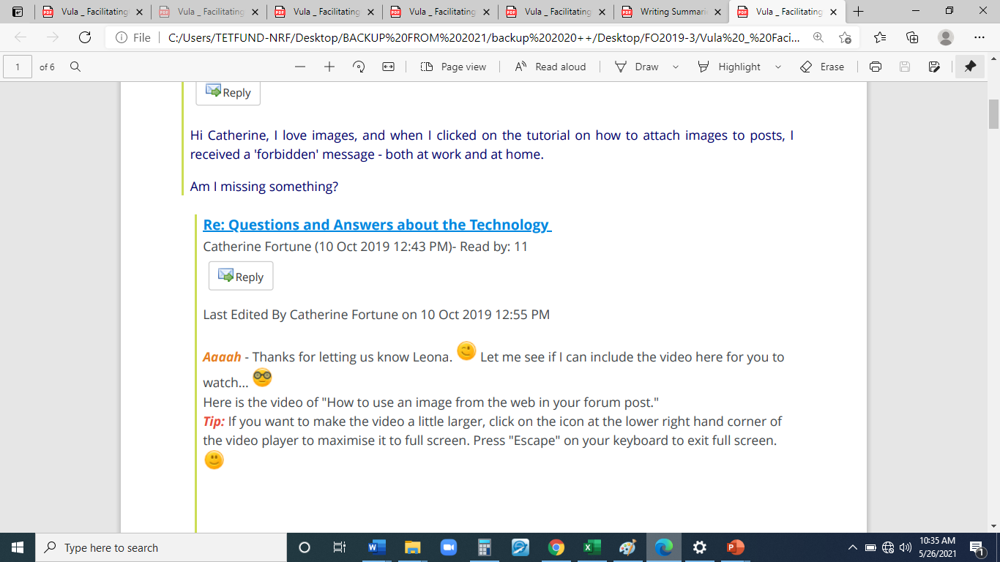 Vula _ Facilitating
Vula _ Facilitating
Vula _ Facilitating
Vula _ Facilitating
Vula _ Facilitating
Writing Summari
Vula _ Facilitating
File
C:/Users/TETFUND-NRF/Desktop/BACKUP%20FROM%202021/backup%202020++/Desktop/FO2019-3/Vula%20_%20Faci...
1
of 6
Page view
Read aloud
Draw
Highlight
Erase
Reply
Hi Catherine, I love images, and when I clicked on the tutorial on how to attach images to posts, I
received a 'forbidden' message - both at work and at home.
Am I missing something?
Re: Questions and Answers about the Technology
Catherine Fortune (10 Oct 2019 12:43 PM)- Read by: 11
Reply
Last Edited By Catherine Fortune on 10 Oct 2019 12:55 PM
Aaaah - Thanks for letting us know Leona. Let me see if I can include the video here for you to
watch...
Here is the video of "How to use an image from the web in your forum post."
Tip: If you want to make the video a little larger, click on the icon at the lower right hand corner of
the video player to maximise it to full screen. Press "Escape" on your keyboard to exit full screen.
Type here to search
10:35 AM
5/26/2021
1